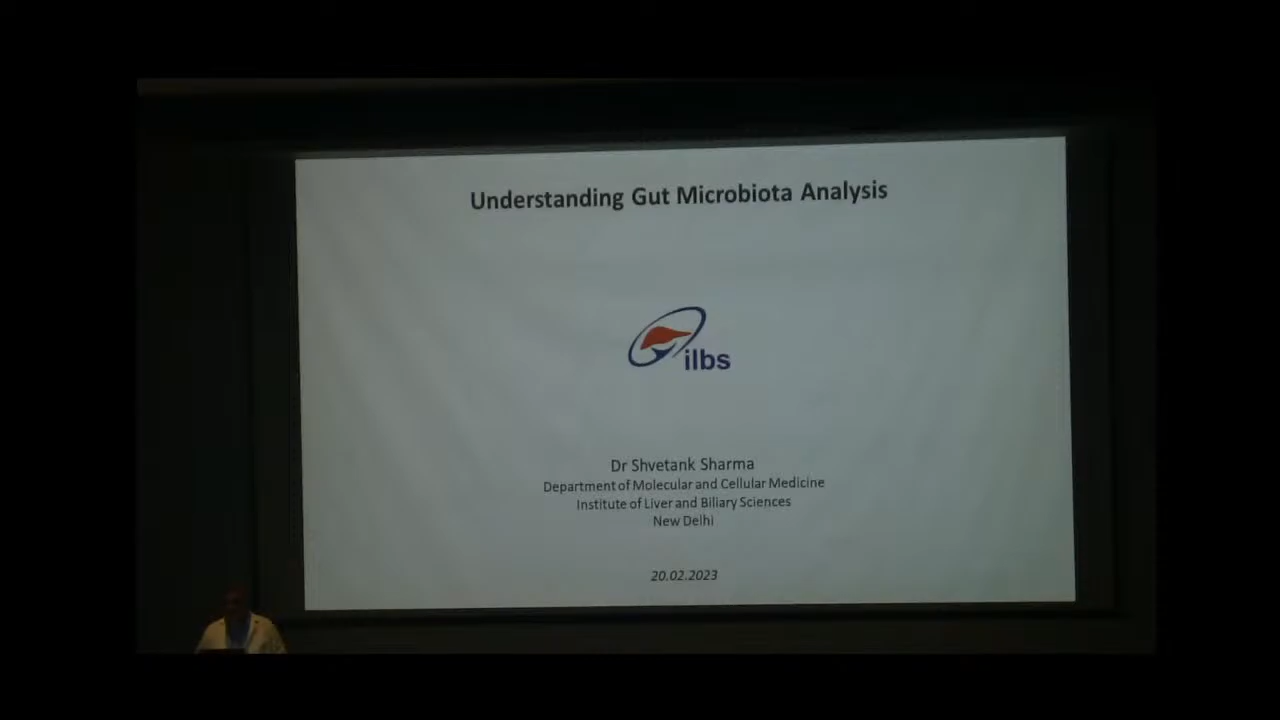 Understanding Gut Microbiota Analysis
ilbs
Dr Shvetank Sharma
Department of Molecular and Cellular Medicine
Institute of Liver and Biliary Sciences
New Delhi
20.02.2023